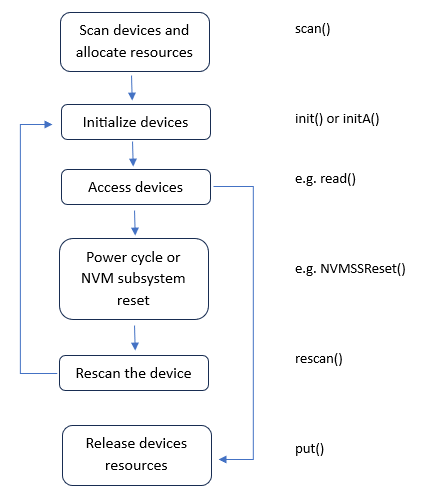 Scan devices and
allocate resources
scan()
Initialize devices
init() or initA()
Access devices
e.g. read()
Power cycle or
NVM subsystem
reset
e.g. NVMSSReset()
Rescan the device
rescan()
Release devices
resources
put()